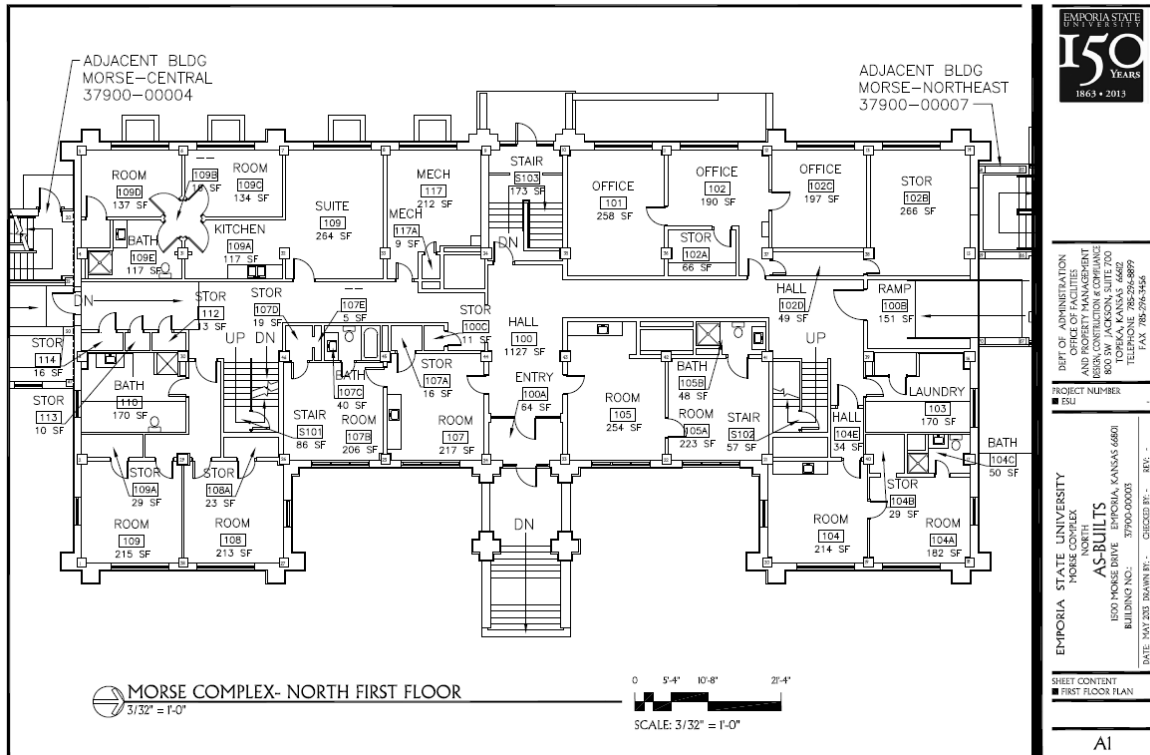 ADJACENT BLDG
MORSE-CENTRAL
37900-00004
ADJACENT BLDG
MORSE-NORTHEAST
37900-00007
ROOM
109D
137 SF
109B
ROOM
109C
134 SF
SUITE
109
264 SF
MECH
117
212 SF
MECH
117A
9 SF
STAIR
S103
173 SF
DN
OFFICE
101
258 SF
OFFICE
102
190 SF
STOR
102A
66 SF
OFFICE
102C
197 SF
STOR
102B
266 SF
BATH
109E
117 SF
KITCHEN
109A
117 SF
DN
STOR
112
13 SF
STOR
107D
19 SF
107E
5 SF
STOR
100C
11 SF
HALL
100
1127 SF
HALL
102D
49 SF
RAMP
100B
151 SF
STOR
114
16 SF
UP
DN
BATH
110
170 SF
STOR
113
10 SF
STAIR
S101
86 SF
BATH
107C
40 SF
ROOM
107B
206 SF
STOR
107A
16 SF
ROOM
107
217 SF
ENTRY
100A
64 SF
ROOM
105
254 SF
BATH
105B
48 SF
ROOM
105A
223 SF
UP
STAIR
S102
57 SF
HALL
104E
34 SF
LAUNDRY
103
170 SF
BATH
104C
50 SF
STOR
109A
29 SF
STOR
108A
23 SF
ROOM
109
215 SF
ROOM
108
213 SF
DN
ROOM
104
214 SF
STOR
104B
29 SF
ROOM
104A
182 SF
MORSE COMPLEX- NORTH FIRST FLOOR
3/32" = 1'-0"
0 5'-4" 10'-8" 21'-4"
SCALE: 3/32" = 1'-0"
EMPORIA STATE
UNIVERSITY
150
YEARS
1863 • 2013
DEPT OF ADMINISTRATION
OFFICE OF FACILITIES
AND PROPERTY MANAGEMENT
DESIGN, CONSTRUCTION & COMPLIANCE
800 SW JACKSON, SUITE 700
TOPEKA, KANSAS 66612
TELEPHONE 785-296-8899
FAX 785-296-3456
PROJECT NUMBER
■ ESU -
EMPORIA STATE UNIVERSITY
MORSE COMPLEX
NORTH
AS-BUILTS
1500 MORSE DRIVE EMPORIA, KANSAS 66801
BUILDING NO.: 37900-00003
DATE: MAY 2013 DRAWN BY: - CHECKED BY: - REV.: -
SHEET CONTENT
■ FIRST FLOOR PLAN
A1